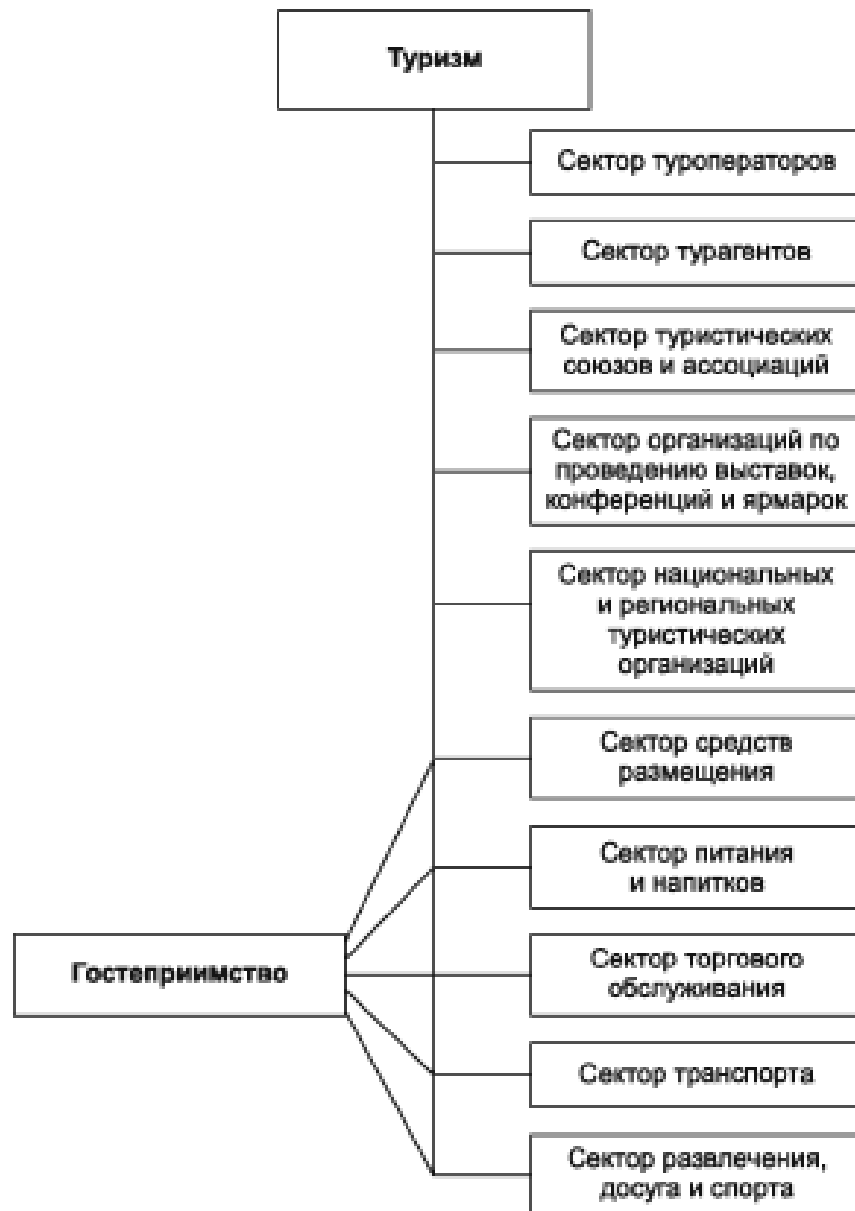 Туризм
Сектор туроператоров
Сектор турагентов
Сектор туристических
союзов и ассоциаций
Сектор организаций по
проведению выставок,
конференций и ярмарок
Сектор национальных
и региональных
туристических
организаций
Сектор средств
размещения
Сектор питания
и напитков
Гостеприимство
Сектор торгового
обслуживания
Сектор транспорта
Сектор развлечения,
досуга и спорта